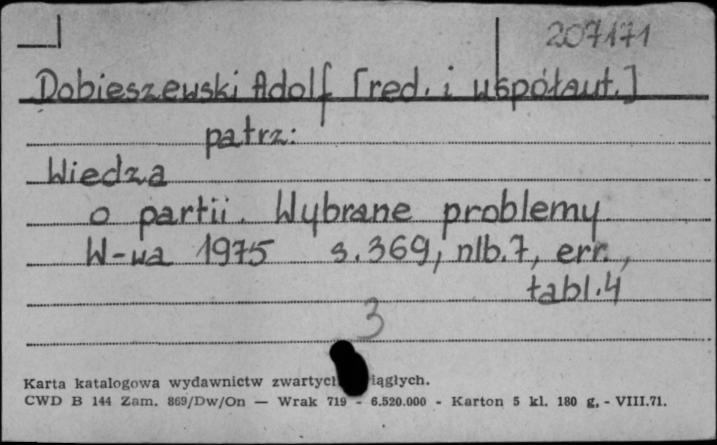 207171
Dobieszewski Adolf [red. i współaut.]
patrz:
Wiedza
o partii. Wybrane problemy
W-wa 1975 s. 369, nlb. 7, err.,
tabl. 4
3
Karta katalogowa wydawnictw zwartych
CWD B 144 Zam. 869/Dw/On — Wrak 719 - 6.520.000 - Karton 5 kl. 180 g. - VIII.71.